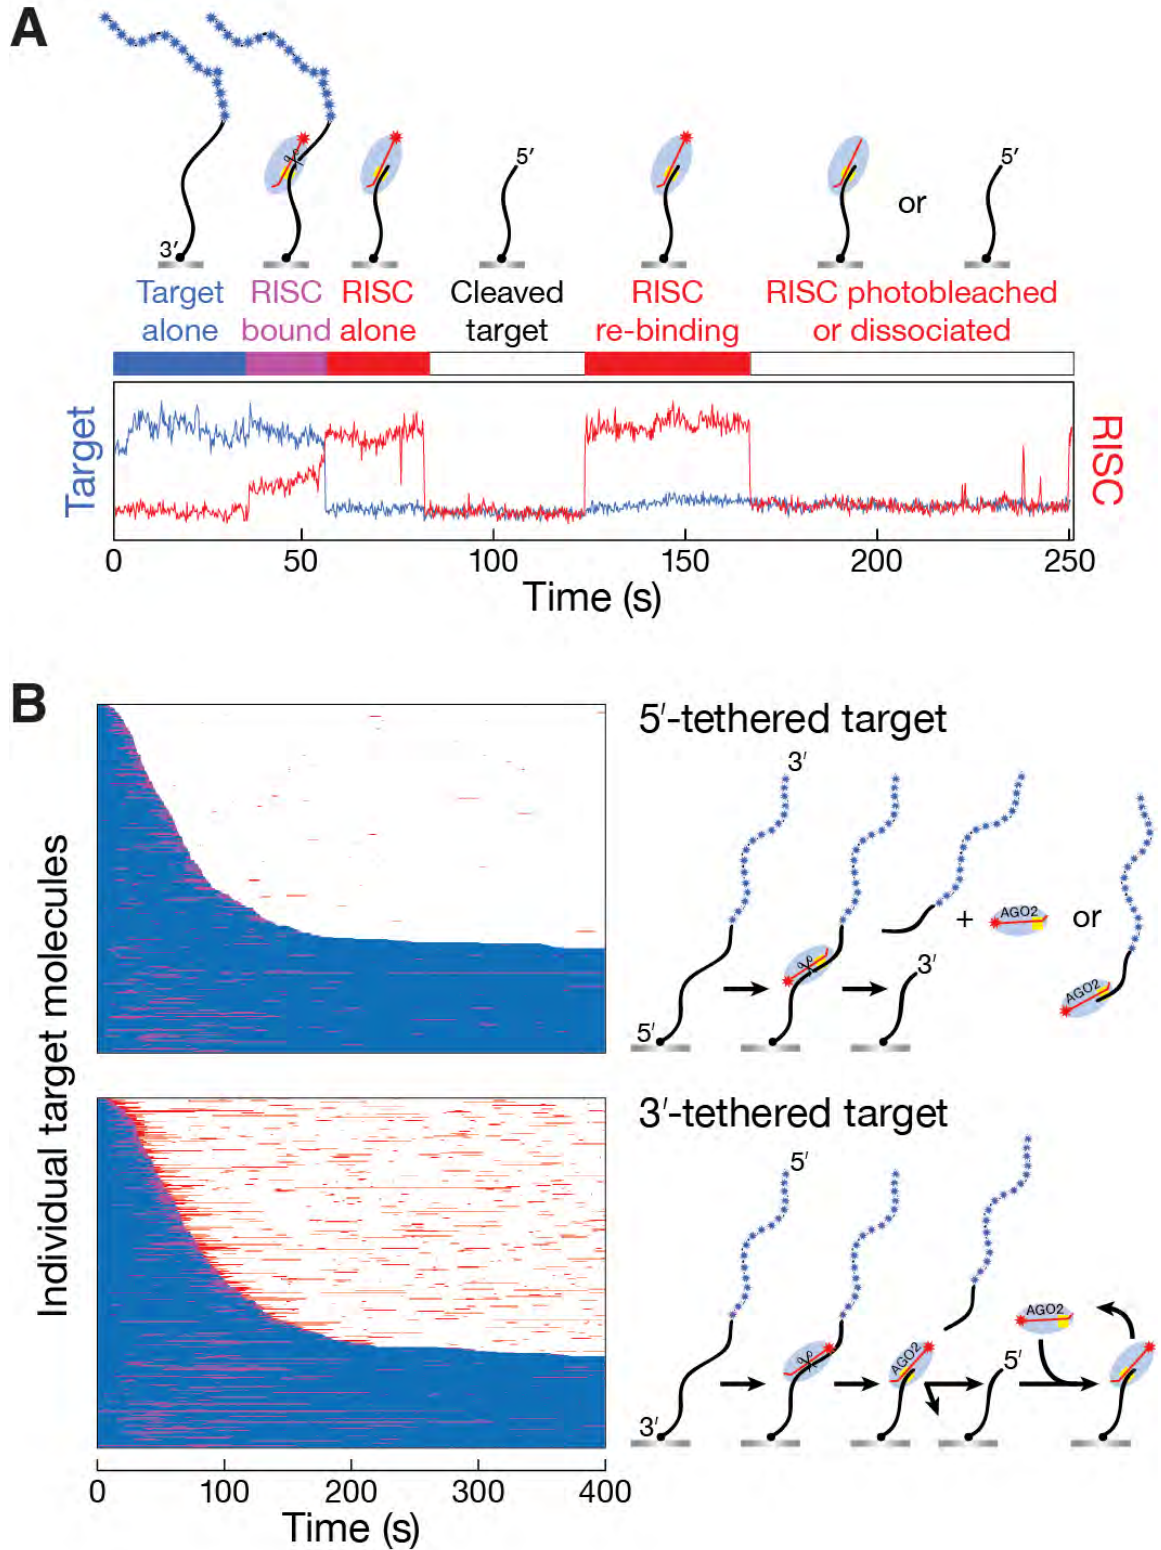 A
5′
5′
or
3′
Target
alone
RISC
bound
RISC
alone
Cleaved
target
RISC
re-binding
RISC photobleached
or dissociated
Target
RISC
0
50
100
150
200
250
Time (s)
B
Individual target molecules
5′-tethered target
3′
5′
3′
+
AGO2
or
AGO2
3′-tethered target
5′
3′
AGO2
5′
AGO2
0
100
200
300
400
Time (s)